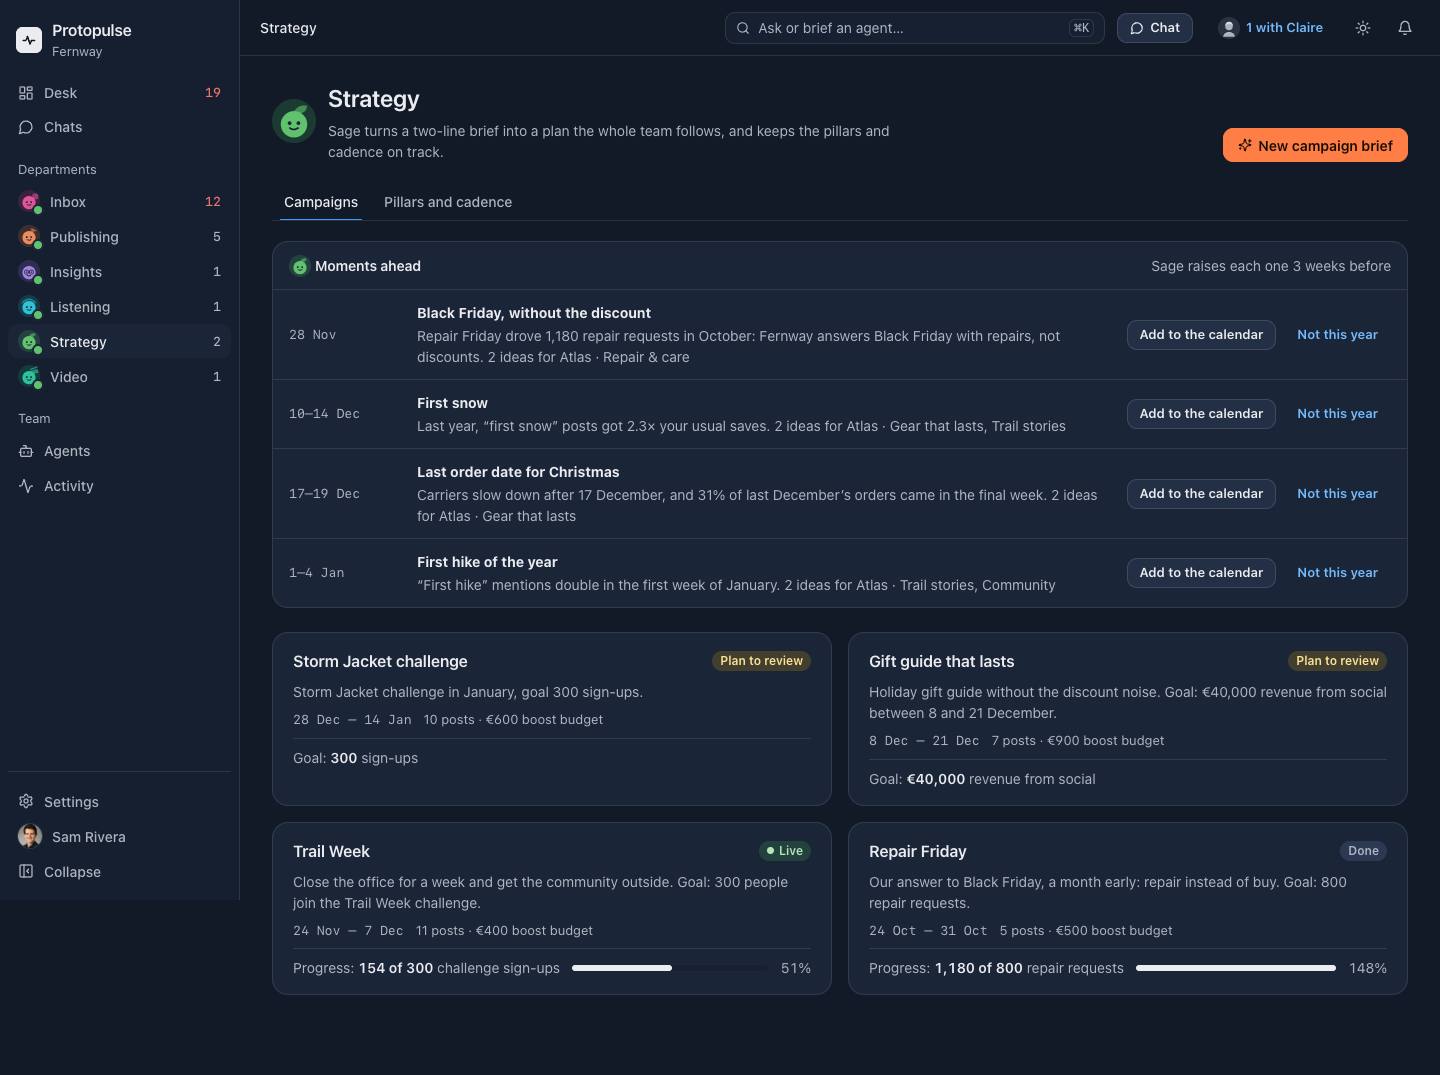 Protopulse
Fernway
Desk 19
Chats
Departments
Inbox 12
Publishing 5
Insights 1
Listening 1
Strategy 2
Video 1
Team
Agents
Activity
Settings
Sam Rivera
Collapse
Strategy
Ask or brief an agent… ⌘K
Chat
1 with Claire
Strategy
Sage turns a two-line brief into a plan the whole team follows, and keeps the pillars and
cadence on track.
New campaign brief
Campaigns
Pillars and cadence
Moments ahead
Sage raises each one 3 weeks before
28 Nov
Black Friday, without the discount
Repair Friday drove 1,180 repair requests in October: Fernway answers Black Friday with repairs, not
discounts. 2 ideas for Atlas · Repair & care
Add to the calendar
Not this year
10–14 Dec
First snow
Last year, “first snow” posts got 2.3× your usual saves. 2 ideas for Atlas · Gear that lasts, Trail stories
Add to the calendar
Not this year
17–19 Dec
Last order date for Christmas
Carriers slow down after 17 December, and 31% of last December’s orders came in the final week. 2 ideas
for Atlas · Gear that lasts
Add to the calendar
Not this year
1–4 Jan
First hike of the year
“First hike” mentions double in the first week of January. 2 ideas for Atlas · Trail stories, Community
Add to the calendar
Not this year
Storm Jacket challenge
Plan to review
Storm Jacket challenge in January, goal 300 sign-ups.
28 Dec – 14 Jan 10 posts · €600 boost budget
Goal: 300 sign-ups
Gift guide that lasts
Plan to review
Holiday gift guide without the discount noise. Goal: €40,000 revenue from social
between 8 and 21 December.
8 Dec – 21 Dec 7 posts · €900 boost budget
Goal: €40,000 revenue from social
Trail Week
Live
Close the office for a week and get the community outside. Goal: 300 people
join the Trail Week challenge.
24 Nov – 7 Dec 11 posts · €400 boost budget
Progress: 154 of 300 challenge sign-ups 51%
Repair Friday
Done
Our answer to Black Friday, a month early: repair instead of buy. Goal: 800
repair requests.
24 Oct – 31 Oct 5 posts · €500 boost budget
Progress: 1,180 of 800 repair requests 148%